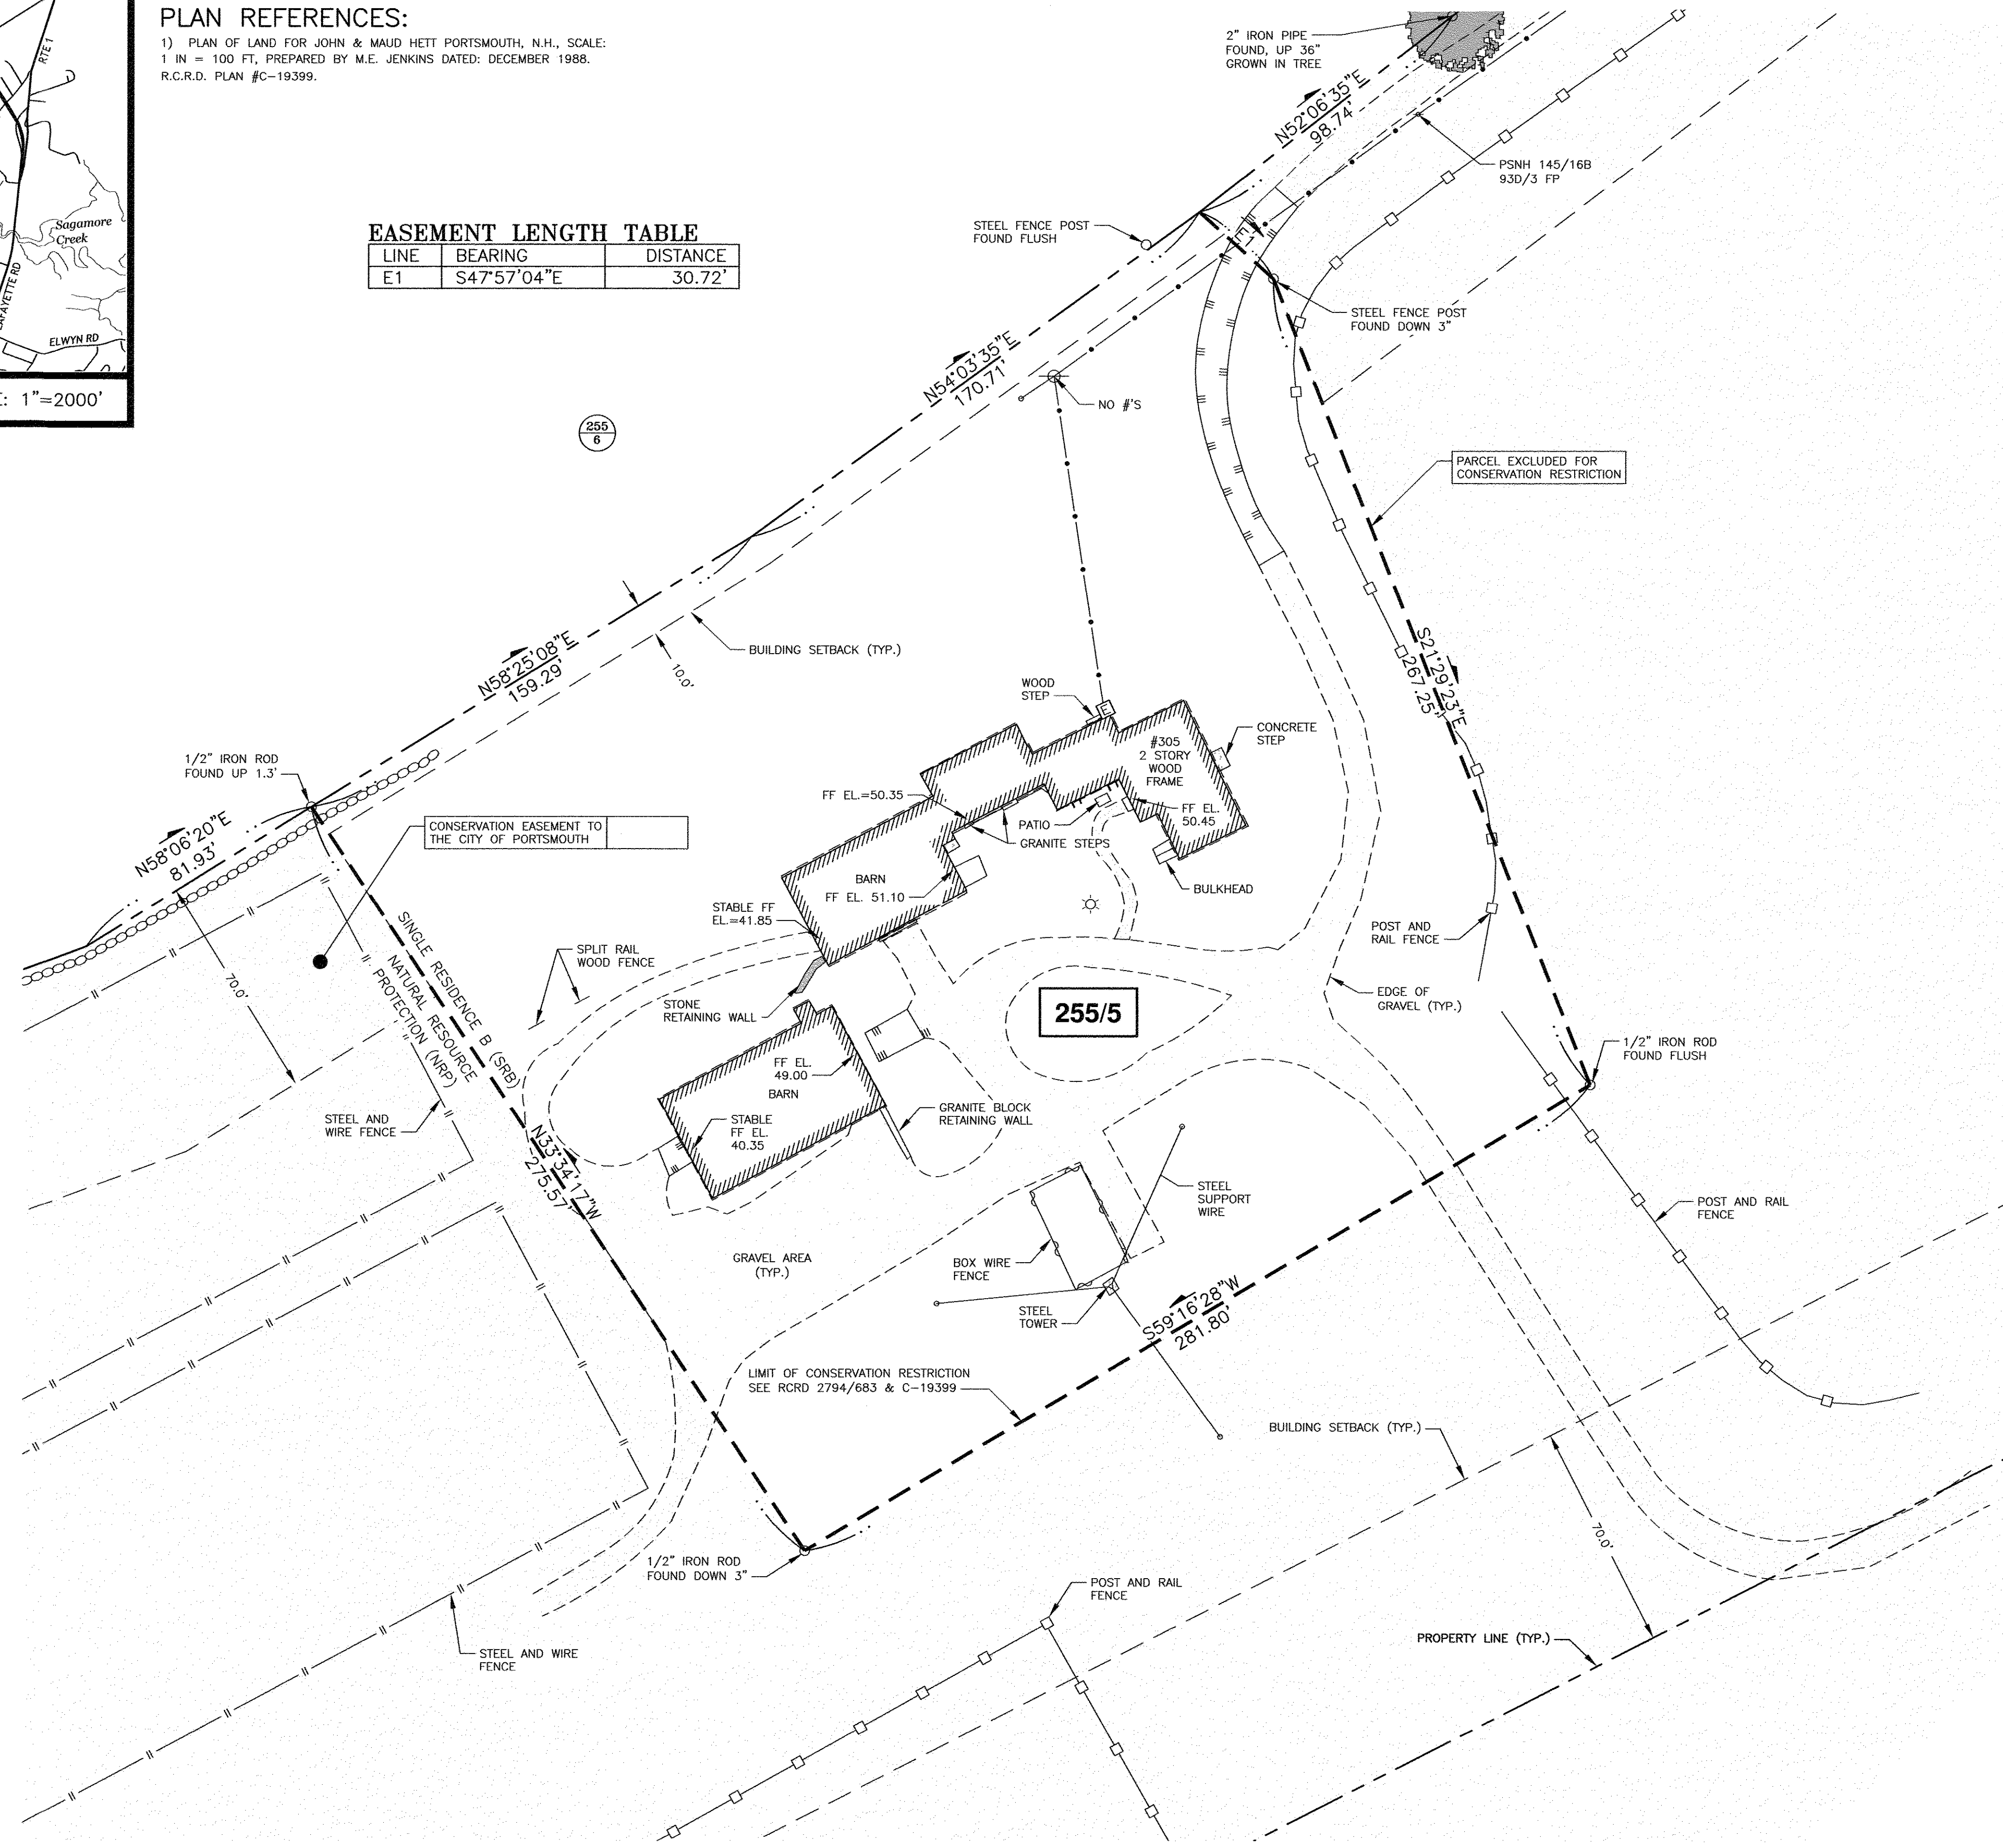 PLAN REFERENCES:
1) PLAN OF LAND FOR JOHN & MAUD HETT PORTSMOUTH, N.H., SCALE:
1 IN = 100 FT, PREPARED BY M.E. JENKINS DATED: DECEMBER 1988.
R.C.R.D. PLAN #C-19399.
RTE 1
Sagamore
Creek
ELWYN RD
1"=2000'
EASEMENT LENGTH TABLE
LINE BEARING DISTANCE
E1 S47°57'04"E 30.72'
2" IRON PIPE
FOUND, UP 36"
GROWN IN TREE
N52°06'35"E
98.74'
PSNH 145/16B
93D/3 FP
STEEL FENCE POST
FOUND FLUSH
E1
STEEL FENCE POST
FOUND DOWN 3"
N54°03'35"E
170.71'
NO #'S
255
6
PARCEL EXCLUDED FOR
CONSERVATION RESTRICTION
N58°25'08"E
159.29'
BUILDING SETBACK (TYP.)
10.0'
S21°29'23"E
267.25'
WOOD
STEP
E
CONCRETE
STEP
#305
2 STORY
WOOD
FRAME
1/2" IRON ROD
FOUND UP 1.3'
FF EL.=50.35
FF EL.
50.45
PATIO
GRANITE STEPS
N58°06'20"E
81.93'
CONSERVATION EASEMENT TO
THE CITY OF PORTSMOUTH
BARN
FF EL. 51.10
BULKHEAD
STABLE FF
EL.=41.85
POST AND
RAIL FENCE
SPLIT RAIL
WOOD FENCE
70.0'
SINGLE RESIDENCE B (SRB)
NATURAL RESOURCE
PROTECTION (NRP)
STONE
RETAINING WALL
255/5
EDGE OF
GRAVEL (TYP.)
1/2" IRON ROD
FOUND FLUSH
FF EL.
49.00
BARN
STEEL AND
WIRE FENCE
STABLE
FF EL.
40.35
GRANITE BLOCK
RETAINING WALL
N33°34'17"W
275.57'
STEEL
SUPPORT
WIRE
POST AND RAIL
FENCE
GRAVEL AREA
(TYP.)
BOX WIRE
FENCE
STEEL
TOWER
S59°16'28"W
281.80'
LIMIT OF CONSERVATION RESTRICTION
SEE RCRD 2794/683 & C-19399
BUILDING SETBACK (TYP.)
70.0'
1/2" IRON ROD
FOUND DOWN 3"
POST AND RAIL
FENCE
PROPERTY LINE (TYP.)
STEEL AND WIRE
FENCE